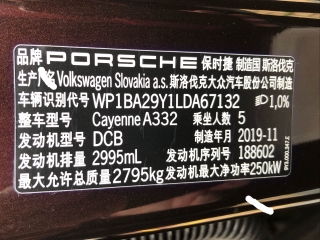 品牌 PORSCHE 保时捷 制造国 斯洛伐克
生产厂 Volkswagen Slovakia a.s. 斯洛伐克大众汽车股份公司制造
车辆识别代号 WP1BA29Y1LDA67132 1,0%
整车型号 Cayenne A332 乘坐人数 5
发动机型号 DCB 制造年月 2019-11
发动机排量 2995mL 发动机序列号 188602
最大允许总质量 2795kg 发动机最大净功率 250kW